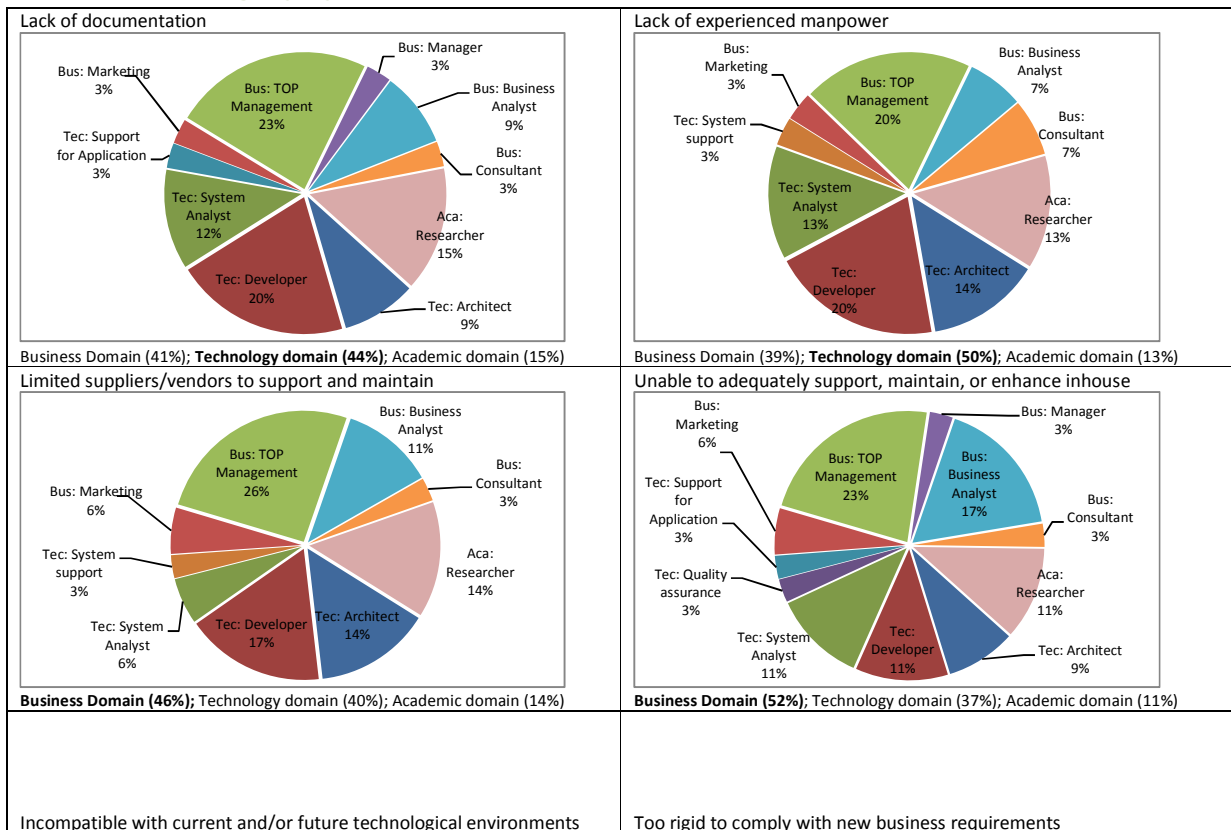 Lack of documentation
Bus: Marketing
3%
Bus: TOP
Management
23%
Bus: Manager
3%
Bus: Business
Analyst
9%
Bus:
Consultant
3%
Aca:
Researcher
15%
Tec: Architect
9%
Tec: Developer
20%
Tec: System
Analyst
12%
Tec: Support
for Application
3%
Business Domain (41%); Technology domain (44%); Academic domain (15%)
Lack of experienced manpower
Bus:
Marketing
3%
Bus: TOP
Management
20%
Bus: Business
Analyst
7%
Bus:
Consultant
7%
Aca:
Researcher
13%
Tec: Architect
14%
Tec:
Developer
20%
Tec: System
Analyst
13%
Tec: System
support
3%
Business Domain (39%); Technology domain (50%); Academic domain (13%)
Limited suppliers/vendors to support and maintain
Bus: Marketing
6%
Bus: TOP
Management
26%
Bus: Business
Analyst
11%
Bus:
Consultant
3%
Aca:
Researcher
14%
Tec: Architect
14%
Tec: Developer
17%
Tec: System
Analyst
6%
Tec: System
support
3%
Business Domain (46%); Technology domain (40%); Academic domain (14%)
Unable to adequately support, maintain, or enhance inhouse
Bus:
Marketing
6%
Bus: TOP
Management
23%
Bus: Manager
3%
Bus:
Business
Analyst
17%
Bus:
Consultant
3%
Aca:
Researcher
11%
Tec: Architect
9%
Tec:
Developer
11%
Tec: System
Analyst
11%
Tec: Quality
assurance
3%
Tec: Support
for
Application
3%
Business Domain (52%); Technology domain (37%); Academic domain (11%)
Incompatible with current and/or future technological environments
Too rigid to comply with new business requirements